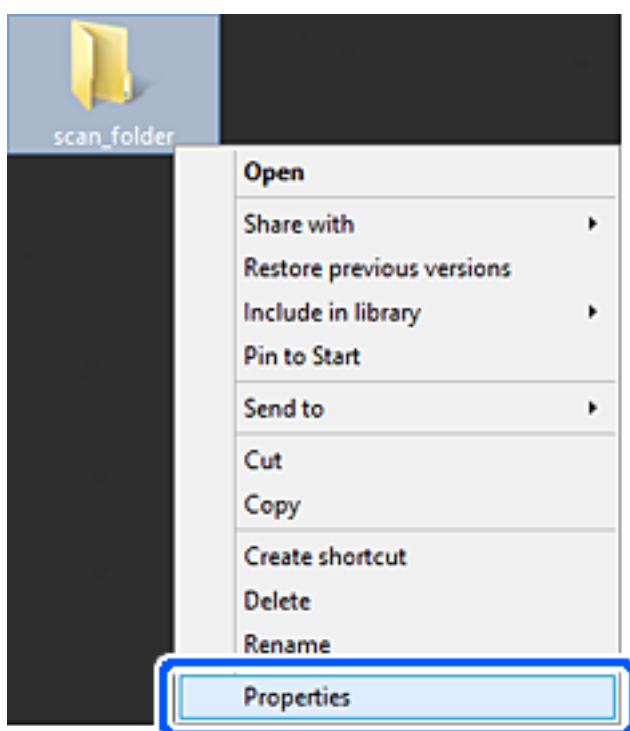 scan_folder
Open
Share with
Restore previous versions
Include in library
Pin to Start
Send to
Cut
Copy
Create shortcut
Delete
Rename
Properties